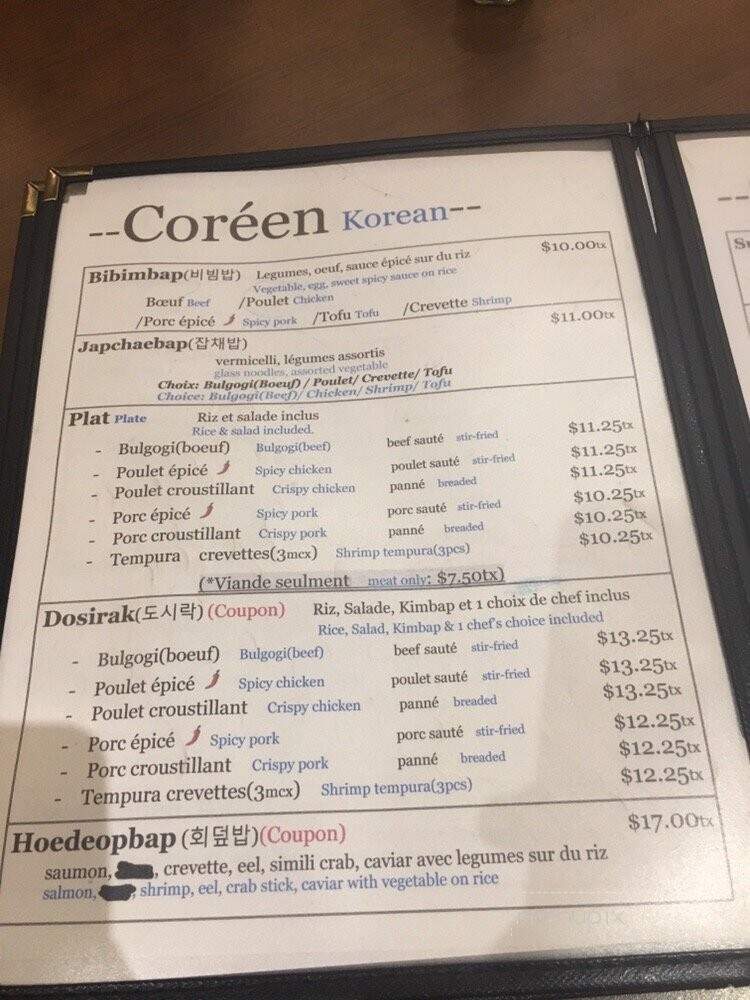 --Coréen Korean--
Bibimbap(비빔밥) Legumes, oeuf, sauce épicé sur du riz $10.00tx
Vegetable, egg, sweet spicy sauce on rice
Bœuf Beef /Poulet Chicken
/Porc épicé Spicy pork /Tofu Tofu /Crevette Shrimp
Japchaebap(잡채밥) $11.00tx
vermicelli, légumes assortis
glass noodles, assorted vegetable
Choix: Bulgogi(Boeuf) / Poulet/ Crevette/ Tofu
Choice: Bulgogi(Beef)/ Chicken/ Shrimp/ Tofu
Plat Plate Riz et salade inclus
Rice & salad included.
- Bulgogi(boeuf) Bulgogi(beef) beef sauté stir-fried $11.25tx
- Poulet épicé Spicy chicken poulet sauté stir-fried $11.25tx
- Poulet croustillant Crispy chicken panné breaded $11.25tx
- Porc épicé Spicy pork porc sauté stir-fried $10.25tx
- Porc croustillant Crispy pork panné breaded $10.25tx
- Tempura crevettes(3mcx) Shrimp tempura(3pcs) $10.25tx
(*Viande seulment meat only: $7.50tx)
Dosirak(도시락) (Coupon) Riz, Salade, Kimbap et 1 choix de chef inclus
Rice, Salad, Kimbap & 1 chef's choice included
- Bulgogi(boeuf) Bulgogi(beef) beef sauté stir-fried $13.25tx
- Poulet épicé Spicy chicken poulet sauté stir-fried $13.25tx
- Poulet croustillant Crispy chicken panné breaded $13.25tx
- Porc épicé Spicy pork porc sauté stir-fried $12.25tx
- Porc croustillant Crispy pork panné breaded $12.25tx
- Tempura crevettes(3mcx) Shrimp tempura(3pcs) $12.25tx
Hoedeopbap (회덮밥)(Coupon) $17.00tx
saumon, , crevette, eel, simili crab, caviar avec legumes sur du riz
salmon, , shrimp, eel, crab stick, caviar with vegetable on rice